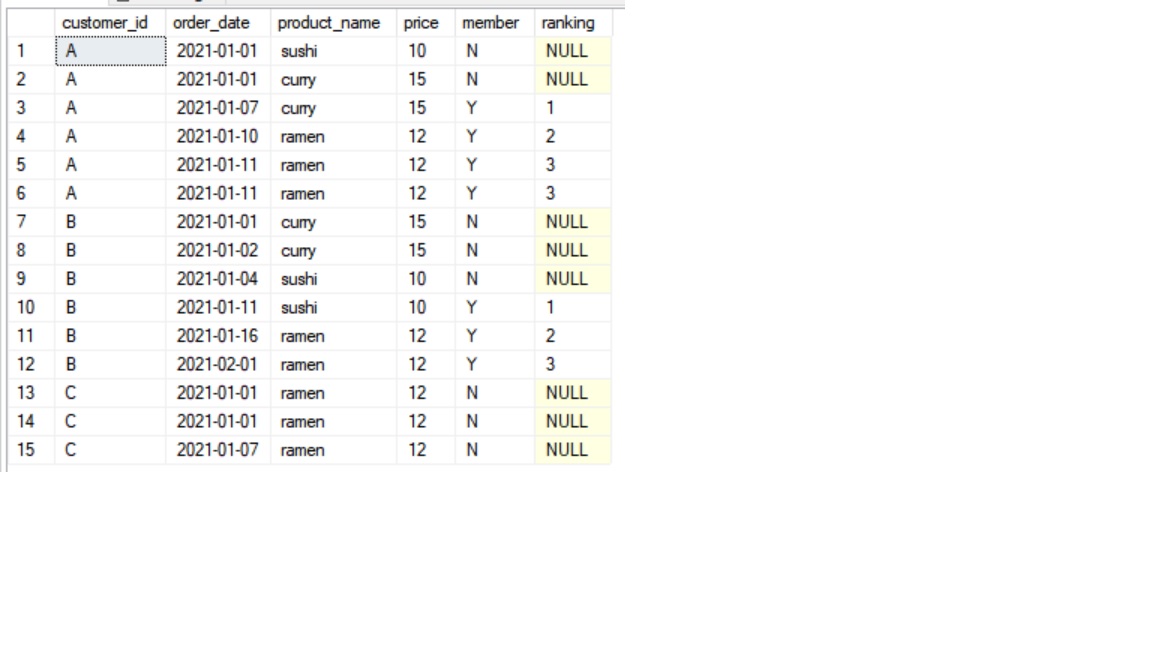 customer_id order_date product_name price member ranking
1 A 2021-01-01 sushi 10 N NULL
2 A 2021-01-01 curry 15 N NULL
3 A 2021-01-07 curry 15 Y 1
4 A 2021-01-10 ramen 12 Y 2
5 A 2021-01-11 ramen 12 Y 3
6 A 2021-01-11 ramen 12 Y 3
7 B 2021-01-01 curry 15 N NULL
8 B 2021-01-02 curry 15 N NULL
9 B 2021-01-04 sushi 10 N NULL
10 B 2021-01-11 sushi 10 Y 1
11 B 2021-01-16 ramen 12 Y 2
12 B 2021-02-01 ramen 12 Y 3
13 C 2021-01-01 ramen 12 N NULL
14 C 2021-01-01 ramen 12 N NULL
15 C 2021-01-07 ramen 12 N NULL